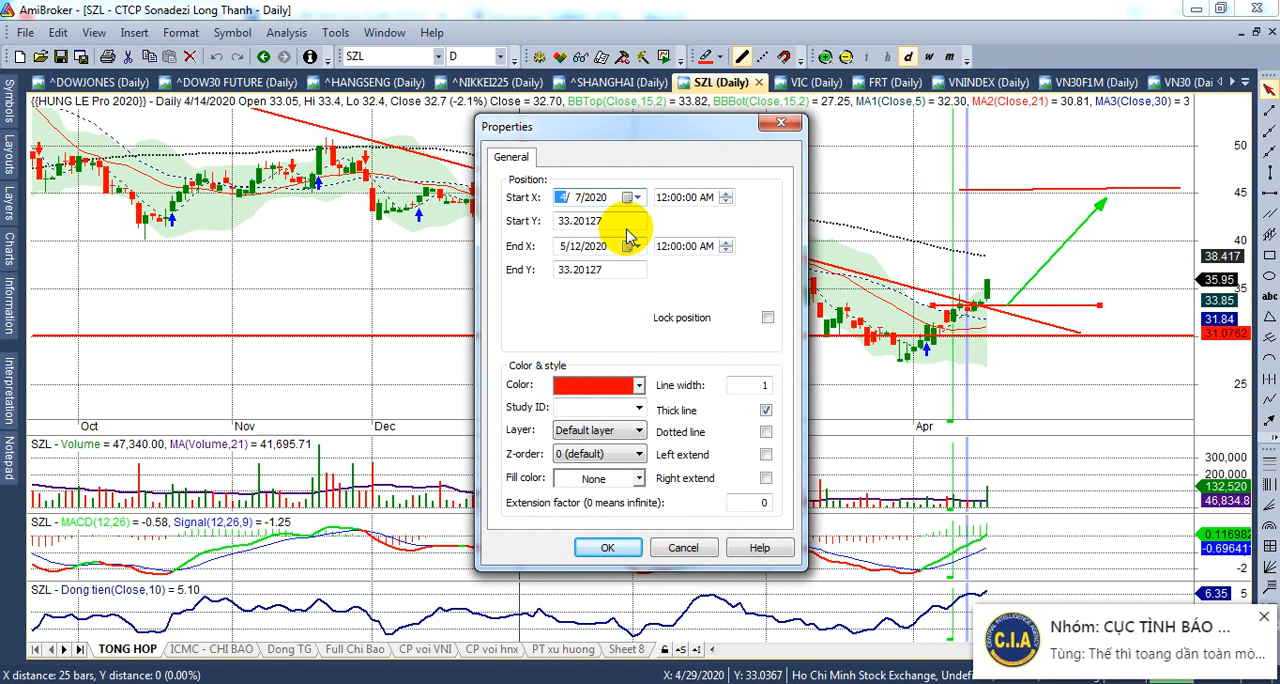 AmiBroker - [SZL - CTCP Sonadezi Long Thanh - Daily]
File Edit View Insert Format Symbol Analysis Tools Window Help
SZL D i h d w m
^DOWJONES (Daily) ^DOW30 FUTURE (Daily) ^HANGSENG (Daily) ^NIKKEI225 (Daily) ^SHANGHAI (Daily) SZL (Daily) VIC (Daily) FRT (Daily) VNINDEX (Daily) VN30F1M (Daily) VN30 (Dai
{{HUNG LE Pro 2020}} - Daily 4/14/2020 Open 33.05, Hi 33.4, Lo 32.4, Close 32.7 (-2.1%) Close = 32.70, BBTop(Close,15,2) = 33.82, BBBot(Close,15,2) = 27.25, MA1(Close,5) = 32.30, MA2(Close,21) = 30.81, MA3(Close,30) = 3
Symbols
Layouts
Layers
Charts
Information
Interpretation
Notepad
Properties
General
Position:
Start X: 4/ 7/2020 12:00:00 AM
Start Y: 33.20127
End X: 5/12/2020 12:00:00 AM
End Y: 33.20127
Lock position
Color & style
Color: Line width: 1
Study ID: Thick line
Layer: Default layer Dotted line
Z-order: 0 (default) Left extend
Fill color: None Right extend
Extension factor (0 means infinite): 0
OK Cancel Help
50
45
40
38.417
35.95
35
33.85
31.84
31.0762
25
abc
Oct Nov Dec Apr
SZL - Volume = 47,340.00, MA(Volume,21) = 41,695.71
300,000
200,000
132,520
46,834.8
SZL - MACD(12,26) = -0.58, Signal(12,26,9) = -1.25
0.116982
-0.69641
-2
SZL - Dong tien(Close,10) = 5.10
6.35 5
Nhóm: CỤC TÌNH BÁO ...
Tùng: Thế thì toang dần toàn mò...
C.I.A
TONG HOP ICMC - CHI BAO Dong TG Full Chi Bao CP voi VNI CP voi hnx PT xu huong Sheet 8
X distance: 25 bars, Y distance: 0 (0.00%) X: 4/29/2020 Y: 33.0367 Ho Chi Minh Stock Exchange, Undef